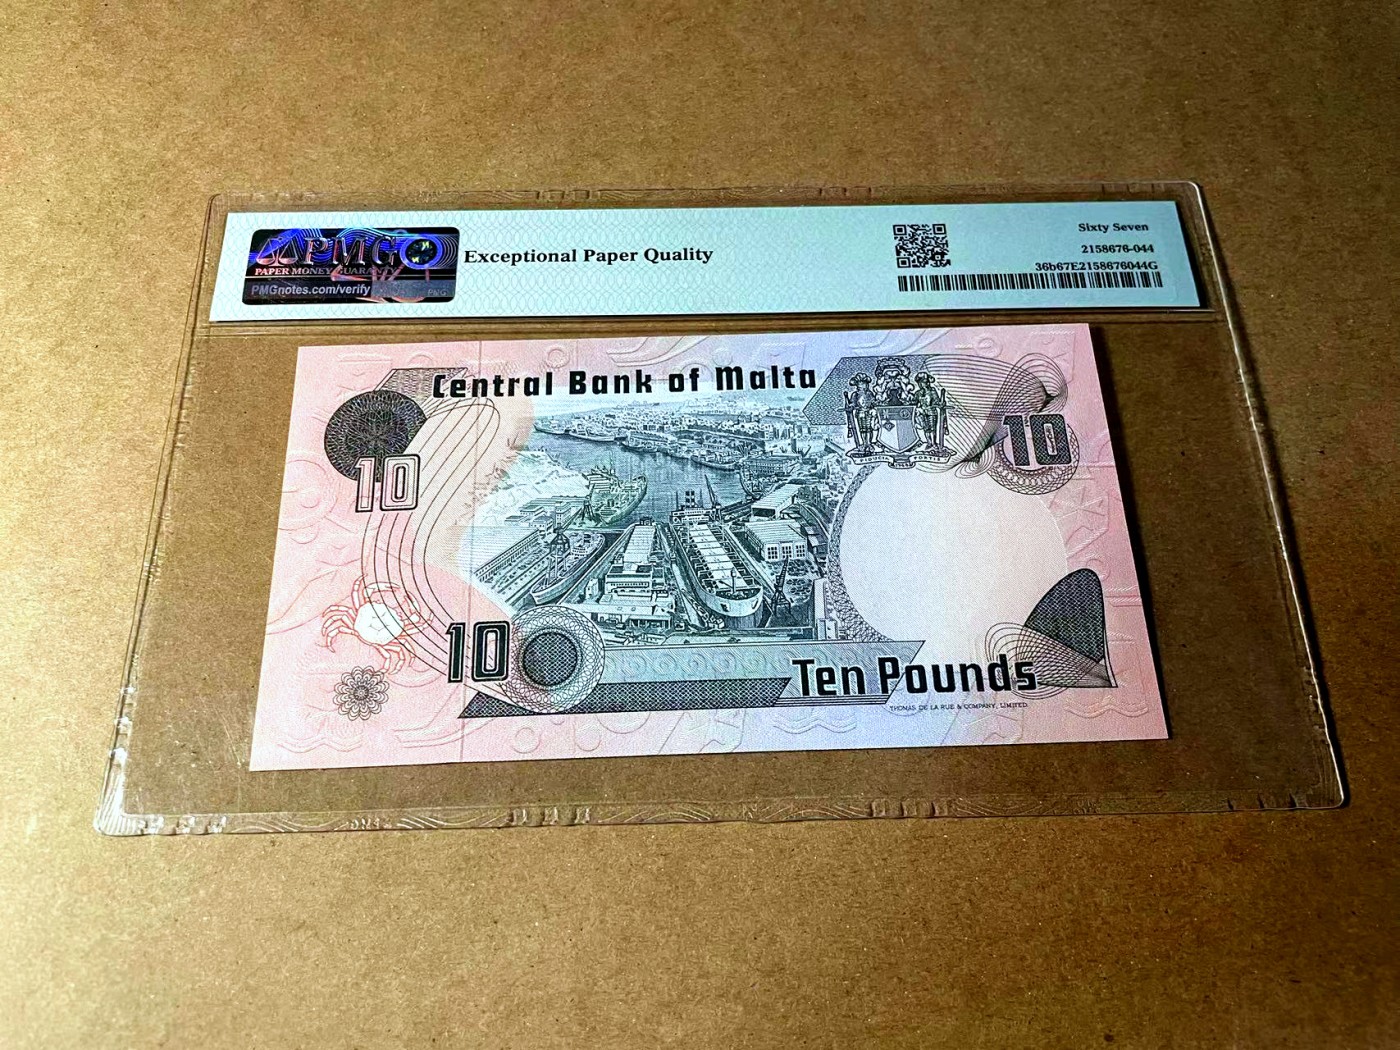 PMG
PAPER MONEY GUARANTY
PMGnotes.com/verify
PMG
Exceptional Paper Quality
Sixty Seven
2158676-044
36b67E2158676044G
Central Bank of Malta
10
10
10
Ten Pounds
THOMAS DE LA RUE & COMPANY, LIMITED.